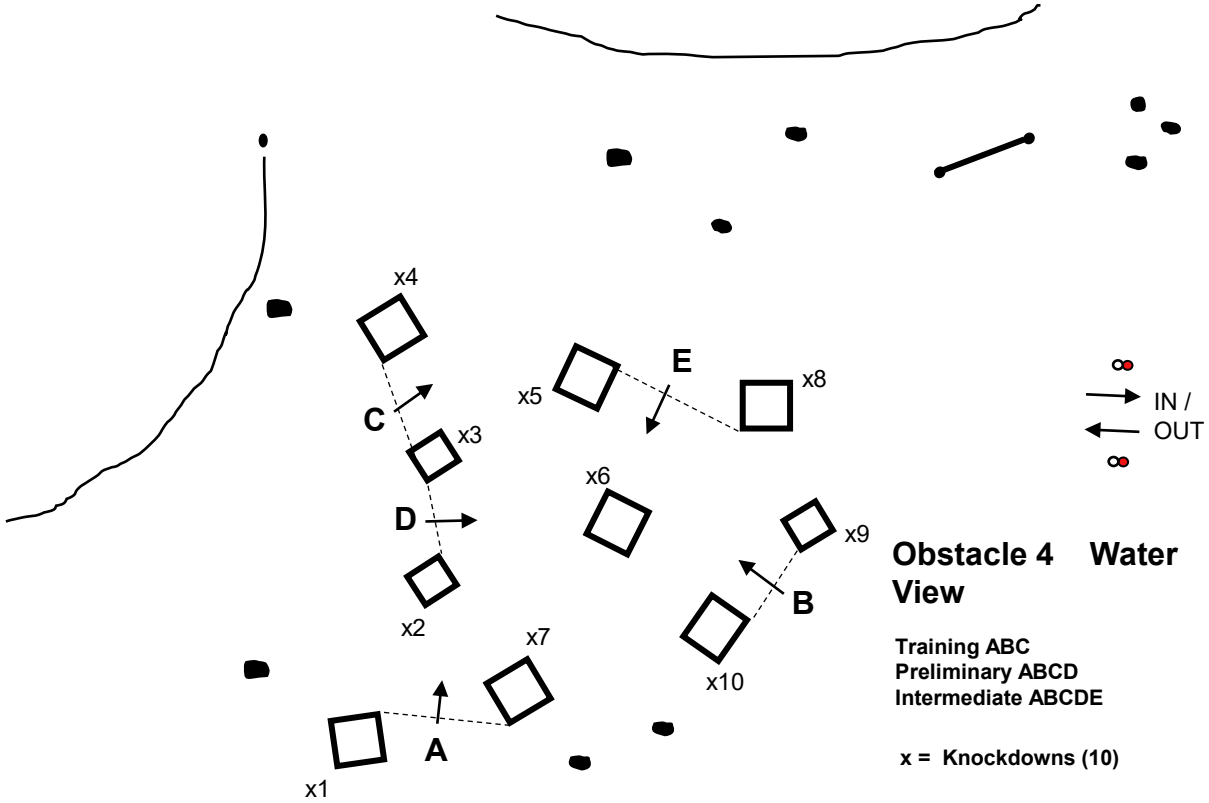 x4
E
x5
x8
C
x3
IN /
OUT
x6
D
x9
Obstacle 4 Water
View
B
x2
x7
Training ABC
Preliminary ABCD
Intermediate ABCDE
x10
A
x = Knockdowns (10)
x1